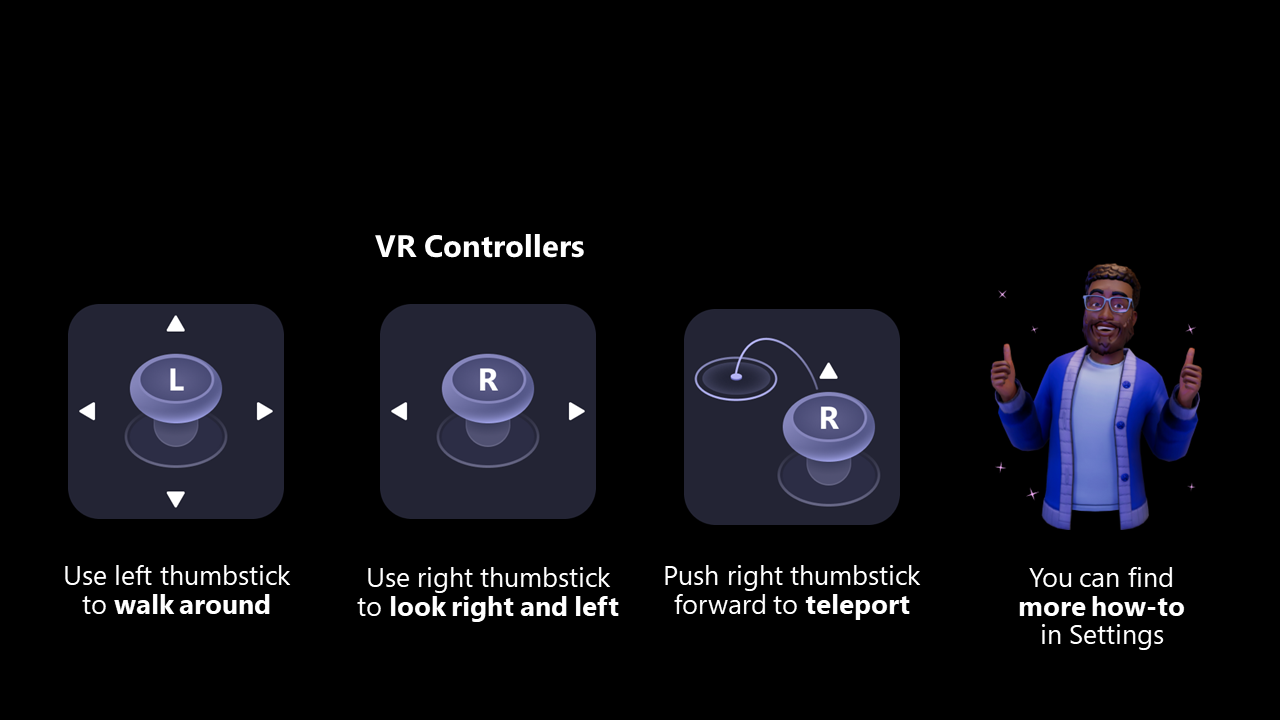 VR Controllers
L
R
R
Use left thumbstick
to walk around
Use right thumbstick
to look right and left
Push right thumbstick
forward to teleport
You can find
more how-to
in Settings